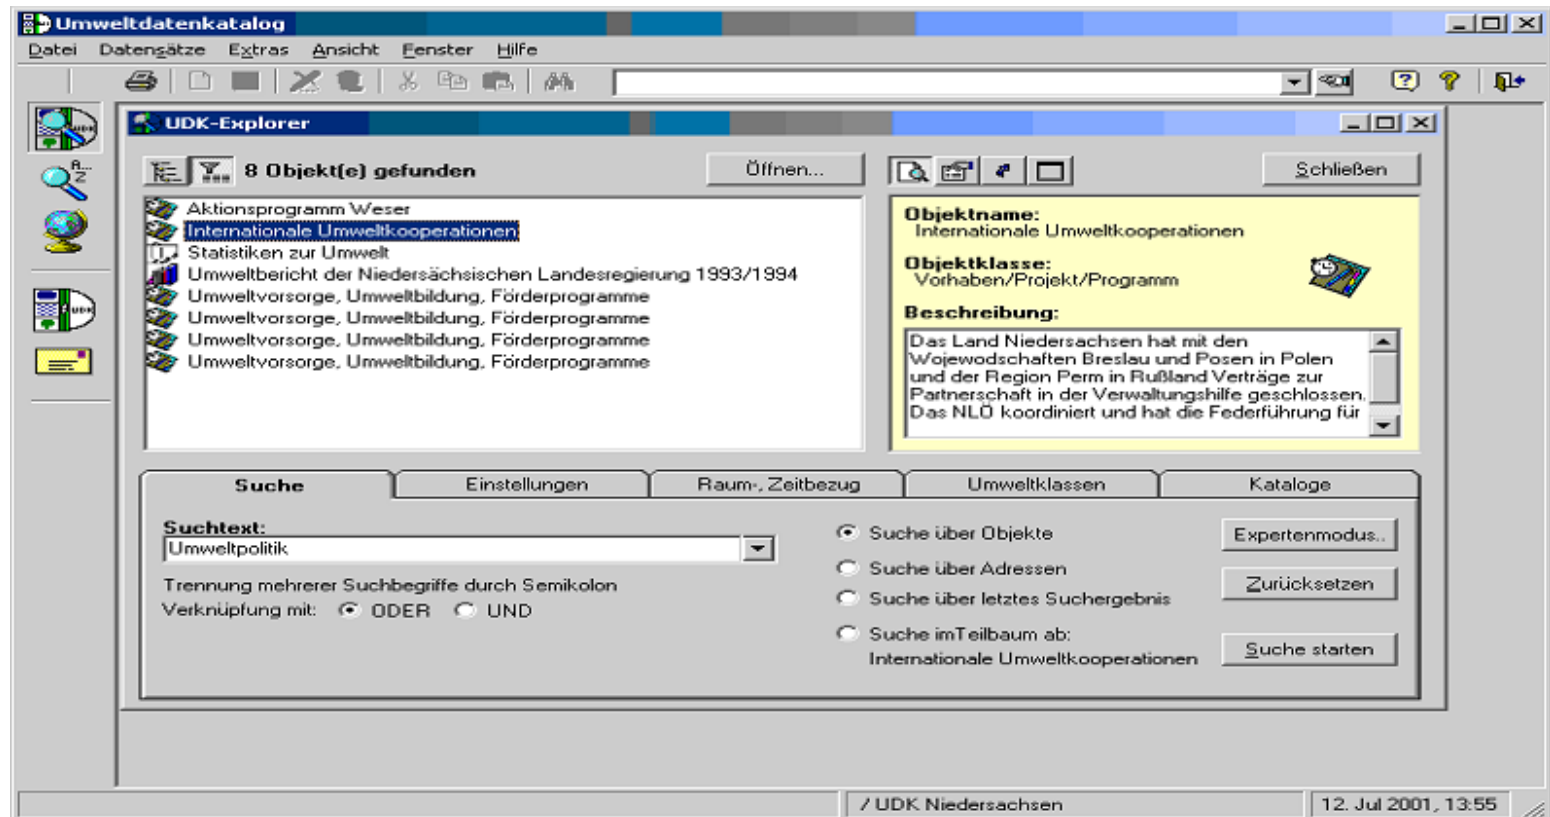 Umweltdatenkatalog
Datei Datensätze Extras Ansicht Fenster Hilfe
UDK-Explorer
8 Objekt(e) gefunden
Öffnen...
Schließen
Aktionsprogramm Weser
Internationale Umweltkooperationen
Statistiken zur Umwelt
Umweltbericht der Niedersächsischen Landesregierung 1993/1994
Umweltvorsorge, Umweltbildung, Förderprogramme
Umweltvorsorge, Umweltbildung, Förderprogramme
Umweltvorsorge, Umweltbildung, Förderprogramme
Umweltvorsorge, Umweltbildung, Förderprogramme
Objektname:
Internationale Umweltkooperationen
Objektklasse:
Vorhaben/Projekt/Programm
Beschreibung:
Das Land Niedersachsen hat mit den
Wojewodschaften Breslau und Posen in Polen
und der Region Perm in Rußland Verträge zur
Partnerschaft in der Verwaltungshilfe geschlossen.
Das NLÖ koordiniert und hat die Federführung für
Suche Einstellungen Raum-, Zeitbezug Umweltklassen Kataloge
Suchtext:
Umweltpolitik
Trennung mehrerer Suchbegriffe durch Semikolon
Verknüpfung mit: ODER UND
Suche über Objekte
Suche über Adressen
Suche über letztes Suchergebnis
Suche imTeilbaum ab:
Internationale Umweltkooperationen
Expertenmodus..
Zurücksetzen
Suche starten
/ UDK Niedersachsen
12. Jul 2001, 13:55